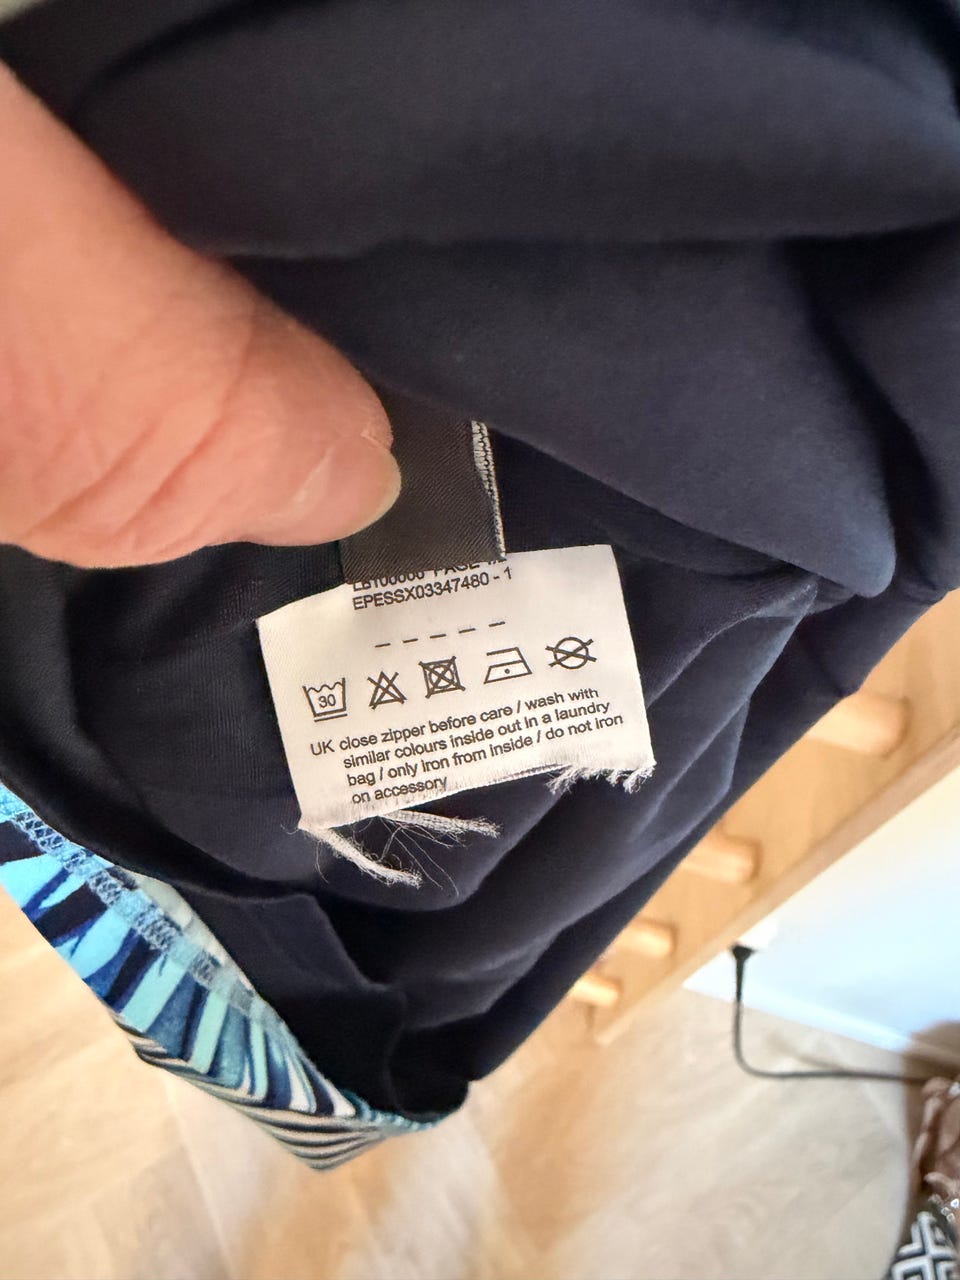 EPESSX03347480 - 1
- - - - -
30
UK close zipper before care / wash with
similar colours inside out in a laundry
bag / only iron from inside / do not iron
on accessory